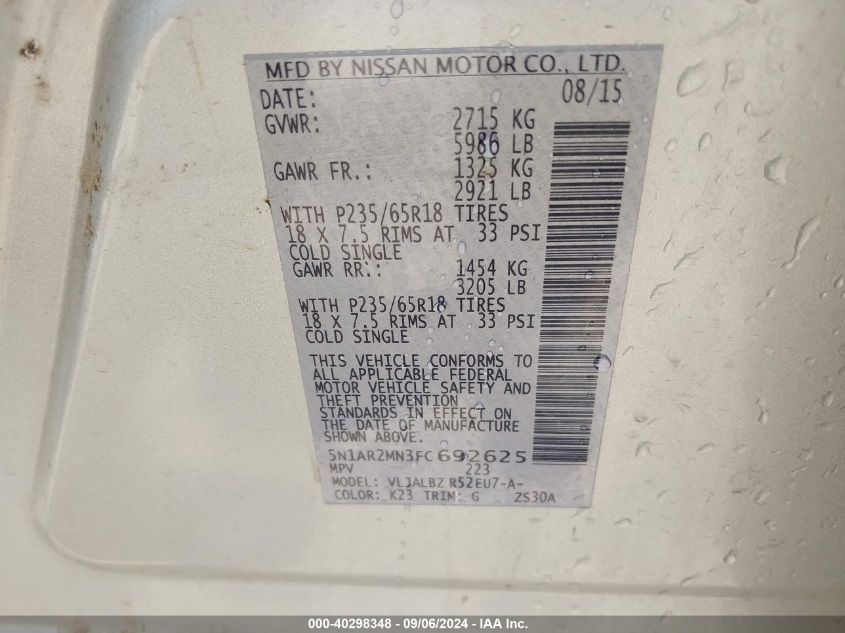 MFD BY NISSAN MOTOR CO., LTD.
DATE: 08/15
GVWR: 2715 KG
5986 LB
GAWR FR.: 1325 KG
2921 LB
WITH P235/65R18 TIRES
18 X 7.5 RIMS AT 33 PSI
COLD SINGLE
GAWR RR.: 1454 KG
3205 LB
WITH P235/65R18 TIRES
18 X 7.5 RIMS AT 33 PSI
COLD SINGLE
THIS VEHICLE CONFORMS TO
ALL APPLICABLE FEDERAL
MOTOR VEHICLE SAFETY AND
THEFT PREVENTION
STANDARDS IN EFFECT ON
THE DATE OF MANUFACTURE
SHOWN ABOVE.
5N1AR2MN3FC692625
MPV 223
MODEL: VLJALBZ R52EU7-A-
COLOR: K23 TRIM: G ZS30A
000-40298348 - 09/06/2024 - IAA Inc.